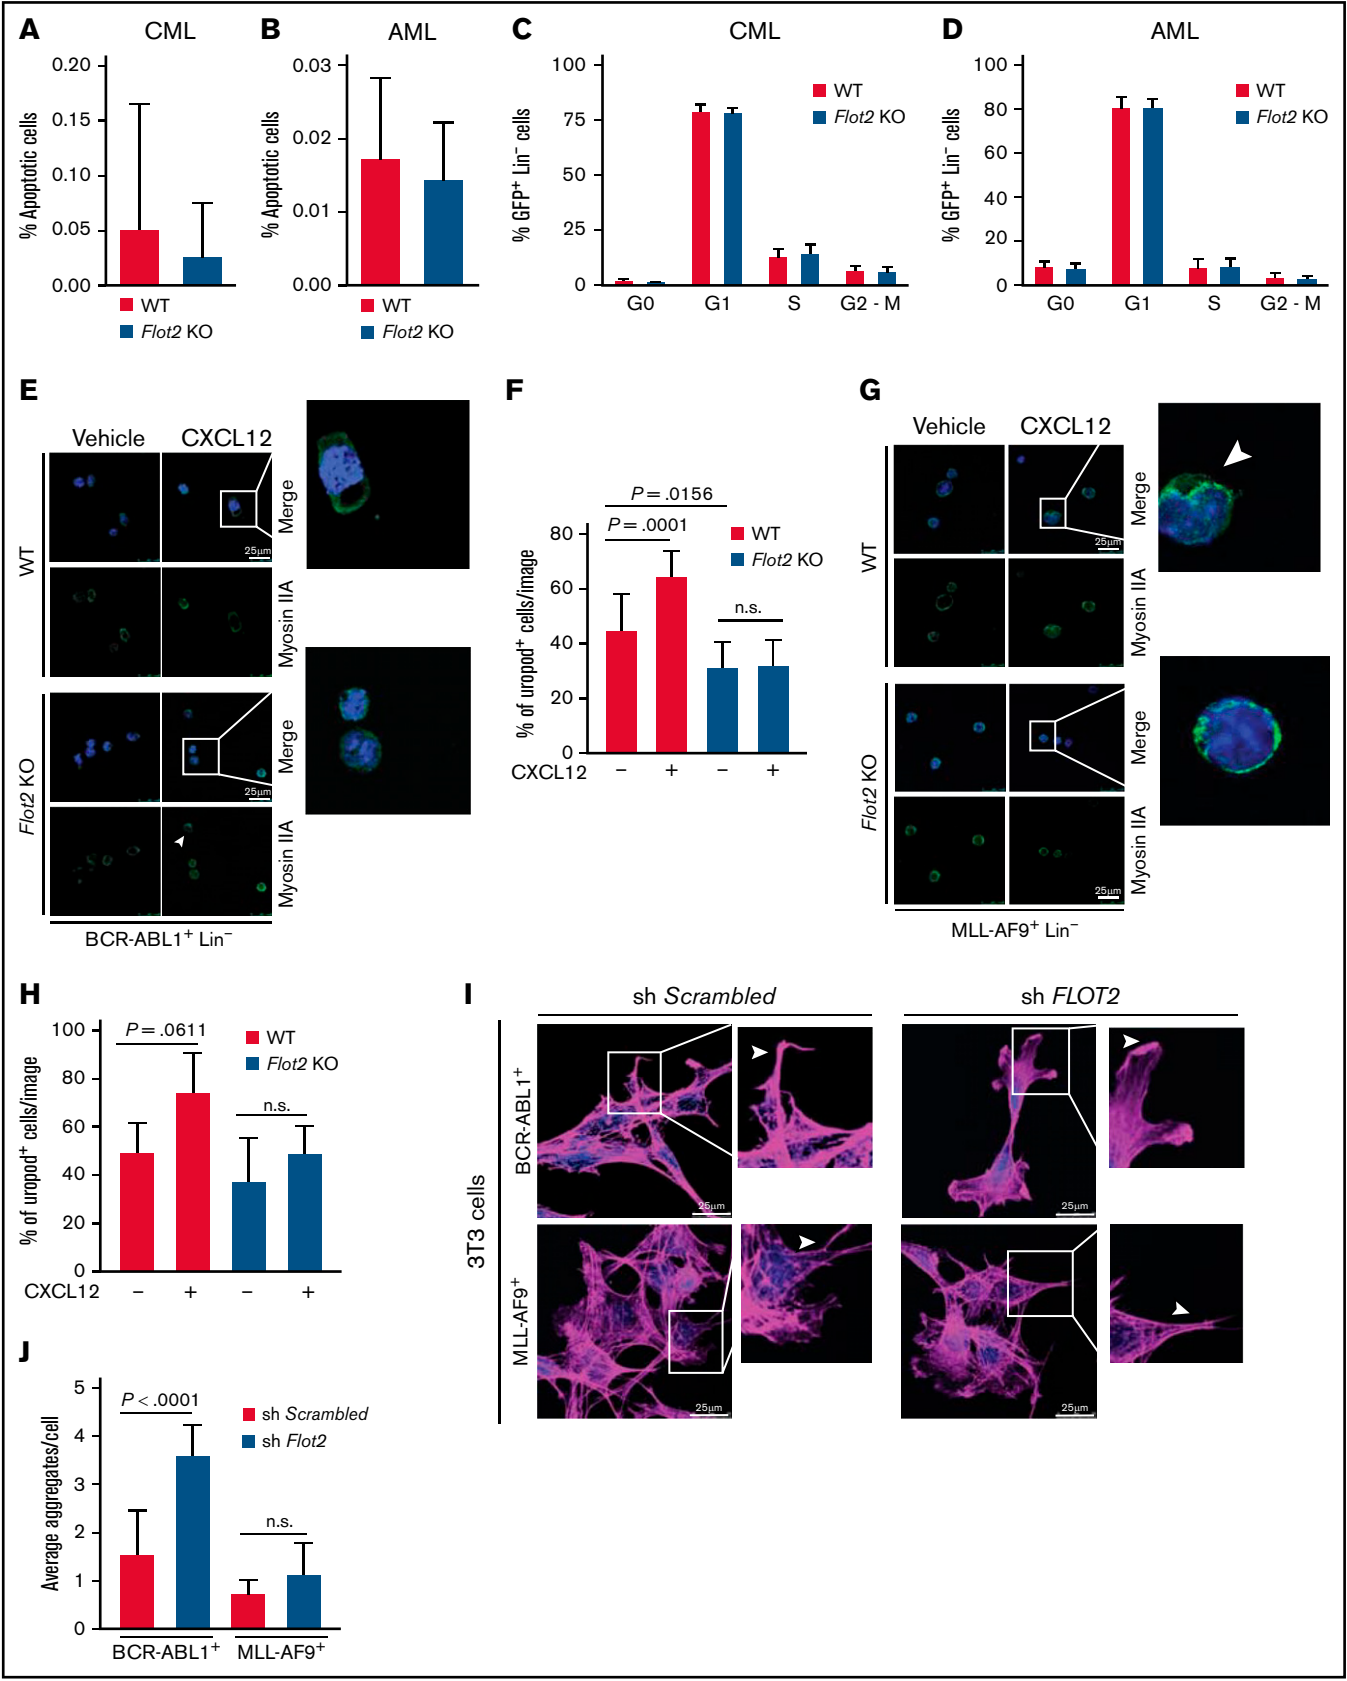 A CML
% Apoptotic cells
0.20
0.15
0.10
0.05
0.00
WT
Flot2 KO
B AML
% Apoptotic cells
0.03
0.02
0.01
0.00
WT
Flot2 KO
C CML
% GFP⁺ Lin⁻ cells
100
75
50
25
0
WT
Flot2 KO
G0 G1 S G2 - M
D AML
% GFP⁺ Lin⁻ cells
100
80
60
40
20
0
WT
Flot2 KO
G0 G1 S G2 - M
E
Vehicle CXCL12
WT
Merge
25μm
Myosin IIA
Flot2 KO
Merge
25μm
Myosin IIA
BCR-ABL1⁺ Lin⁻
F
% of uropod⁺ cells/image
P = .0156
P = .0001
n.s.
80
60
40
20
0
WT
Flot2 KO
CXCL12 − + − +
G
Vehicle CXCL12
WT
Merge
25μm
Myosin IIA
Flot2 KO
Merge
Myosin IIA
25μm
MLL-AF9⁺ Lin⁻
H
% of uropod⁺ cells/image
100
80
60
40
20
0
P = .0611
n.s.
WT
Flot2 KO
CXCL12 − + − +
I
sh Scrambled sh FLOT2
3T3 cells
BCR-ABL1⁺
25μm 25μm
MLL-AF9⁺
25μm 25μm
J
Average aggregates/cell
5
4
3
2
1
0
P < .0001
n.s.
sh Scrambled
sh Flot2
BCR-ABL1⁺ MLL-AF9⁺